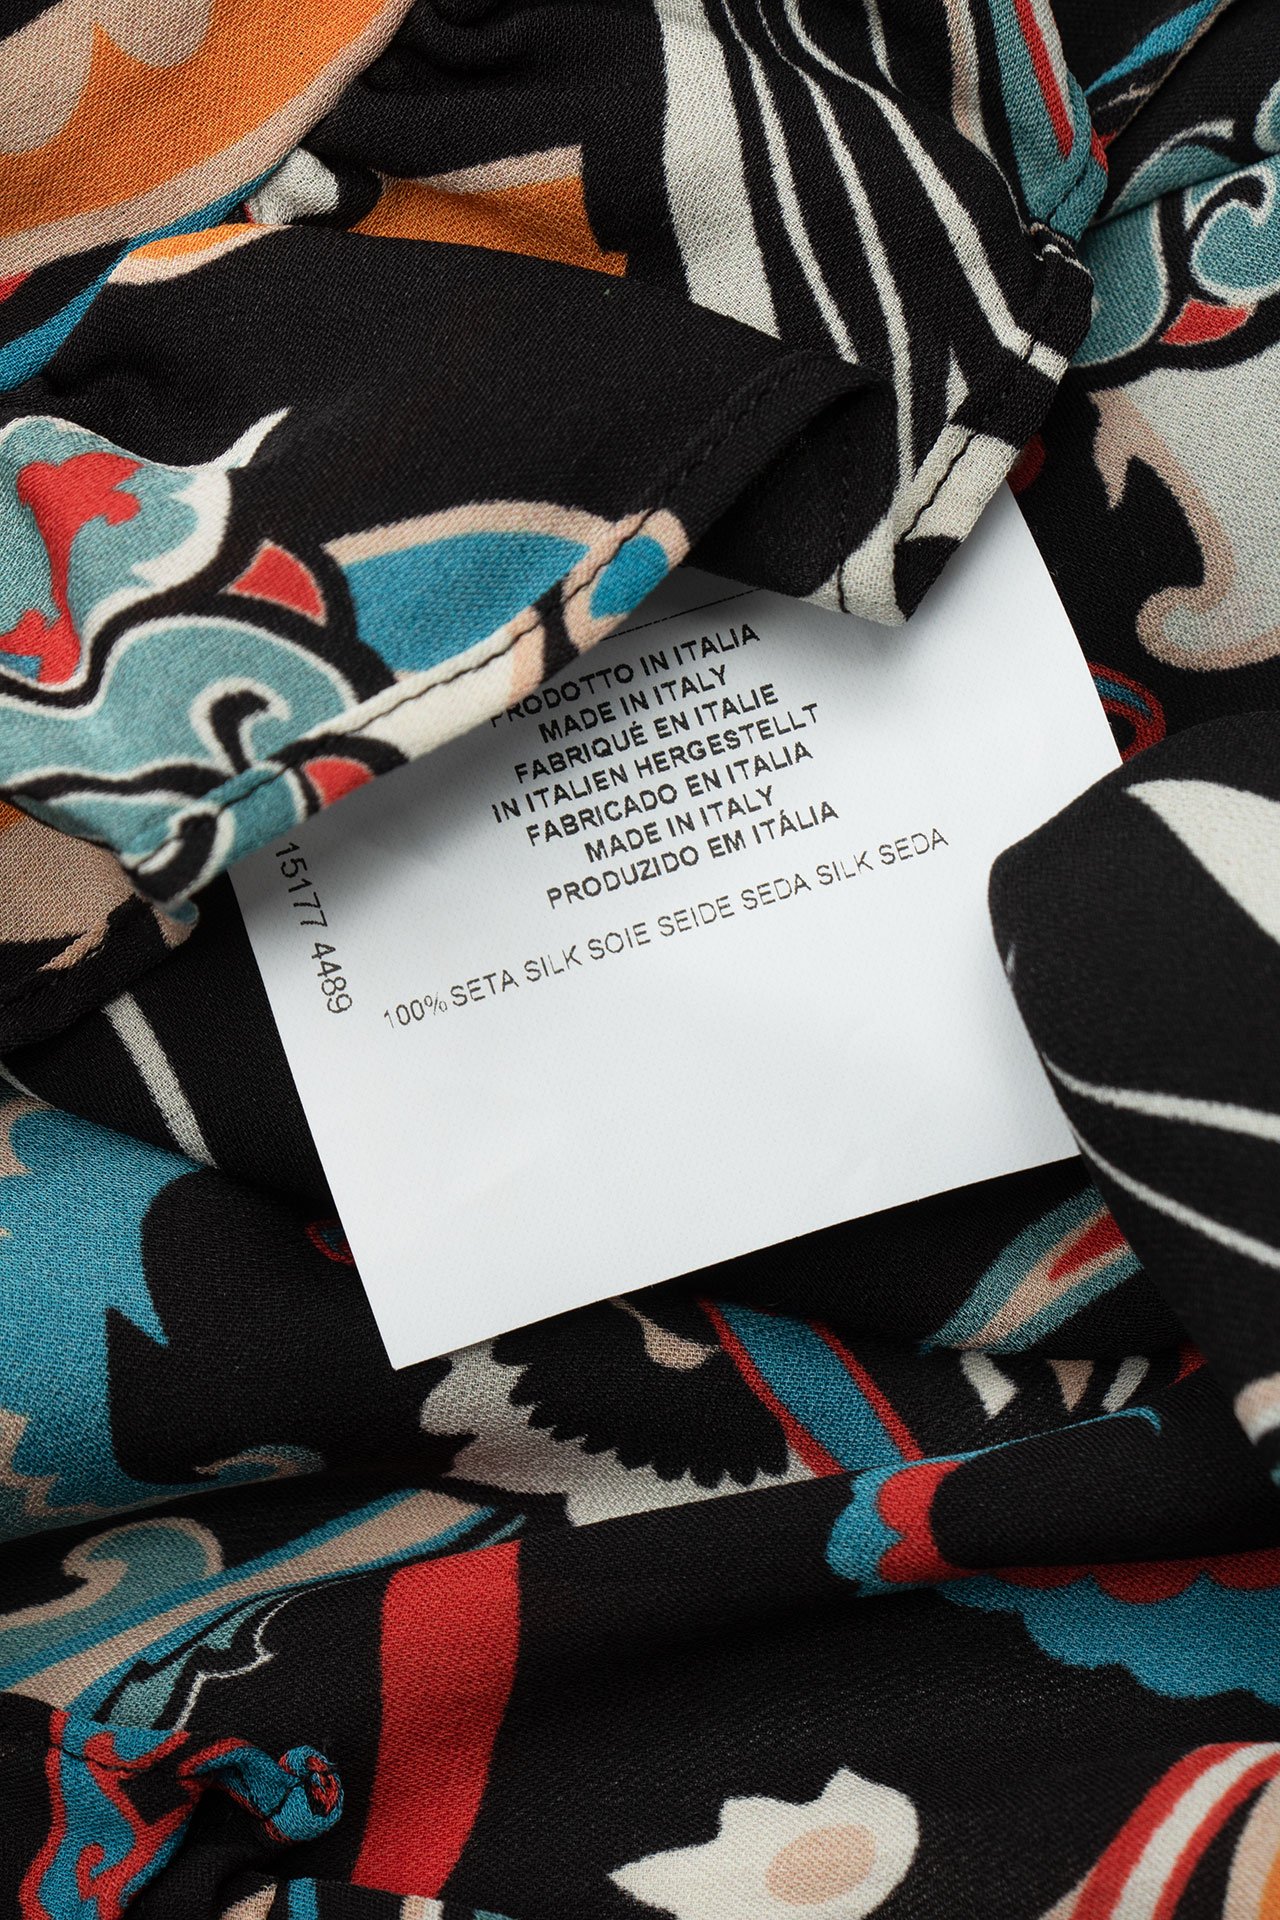 PRODOTTO IN ITALIA
MADE IN ITALY
FABRIQUÉ EN ITALIE
IN ITALIEN HERGESTELLT
FABRICADO EN ITALIA
MADE IN ITALY
PRODUZIDO EM ITÁLIA
100% SETA SILK SOIE SEIDE SEDA SILK SEDA
15177 4489